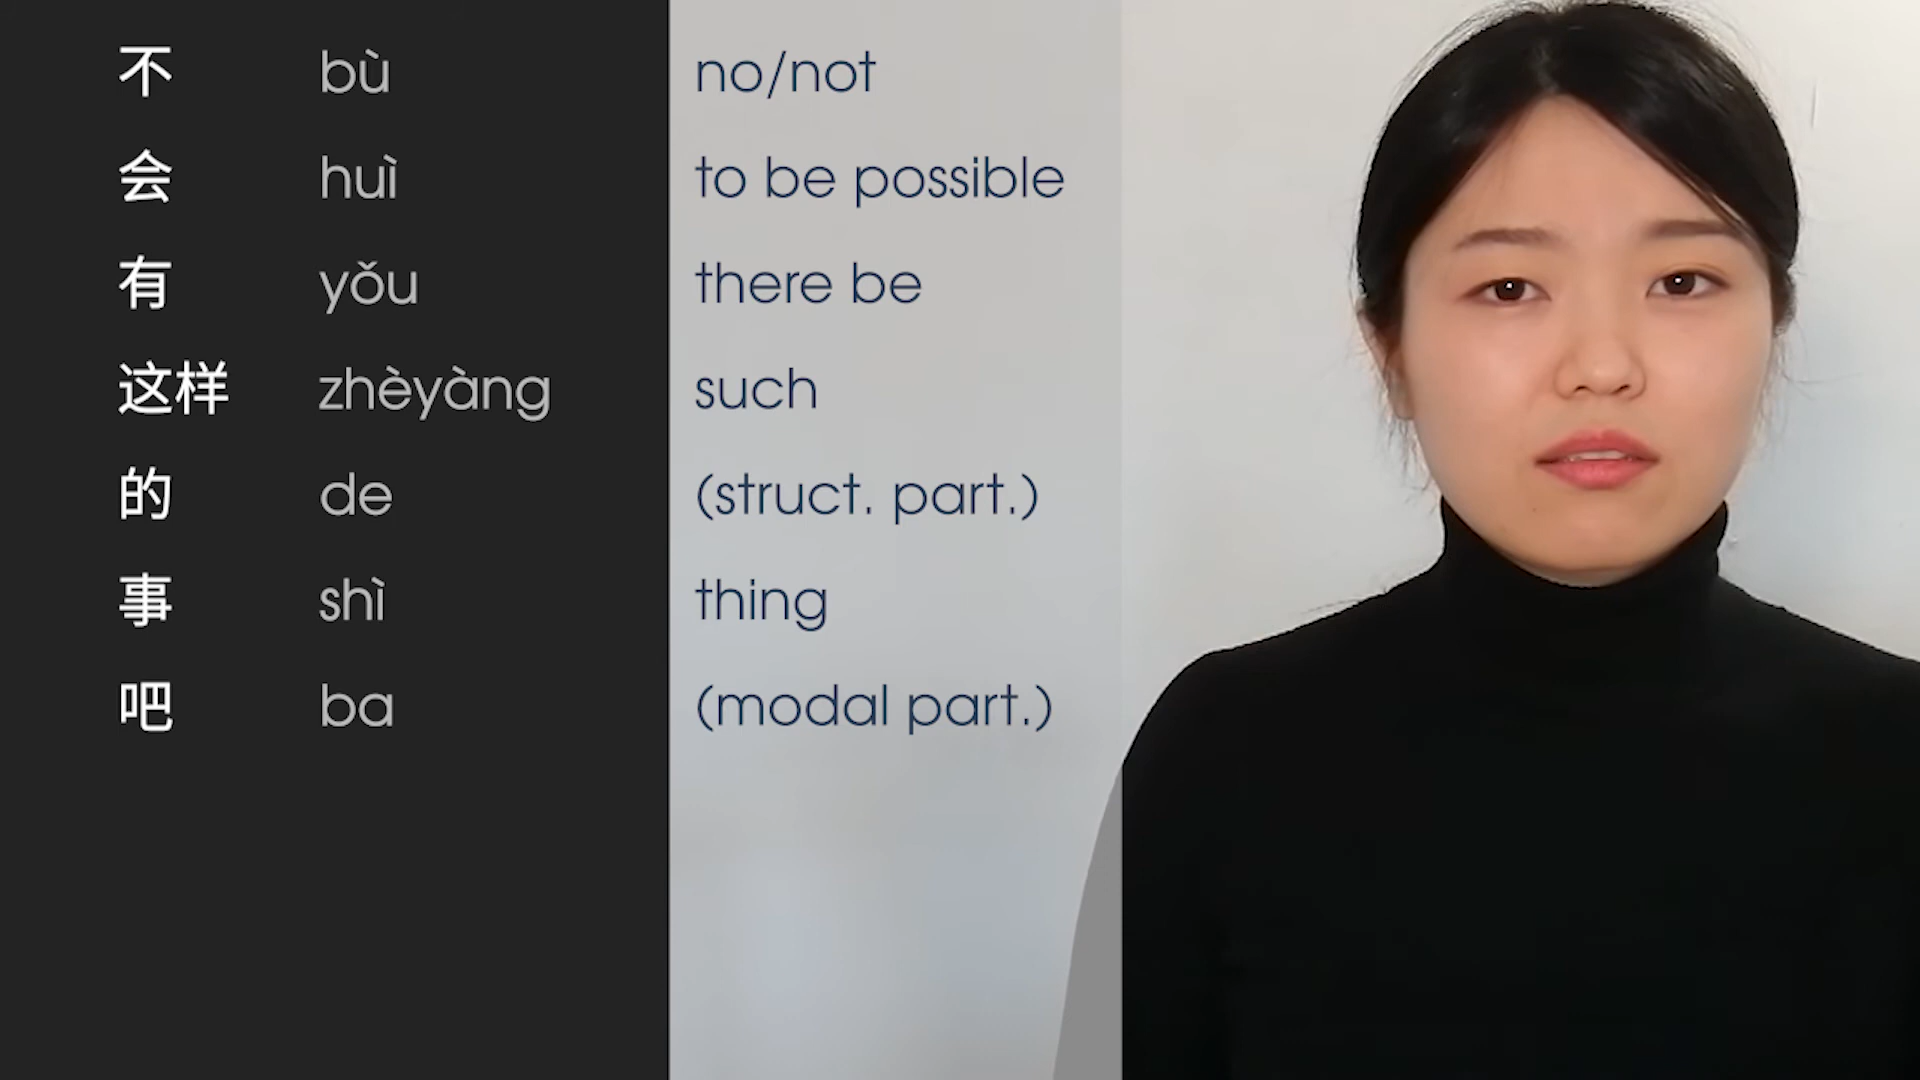 不 bù no/not
会 huì to be possible
有 yǒu there be
这样 zhèyàng such
的 de (struct. part.)
事 shì thing
吧 ba (modal part.)